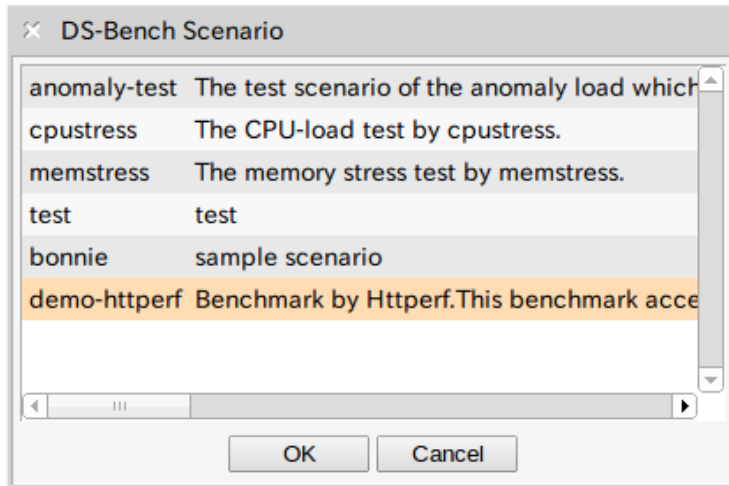 DS-Bench Scenario
anomaly-test The test scenario of the anomaly load which
cpustress The CPU-load test by cpustress.
memstress The memory stress test by memstress.
test test
bonnie sample scenario
demo-httperf Benchmark by Httperf.This benchmark acce
OK Cancel